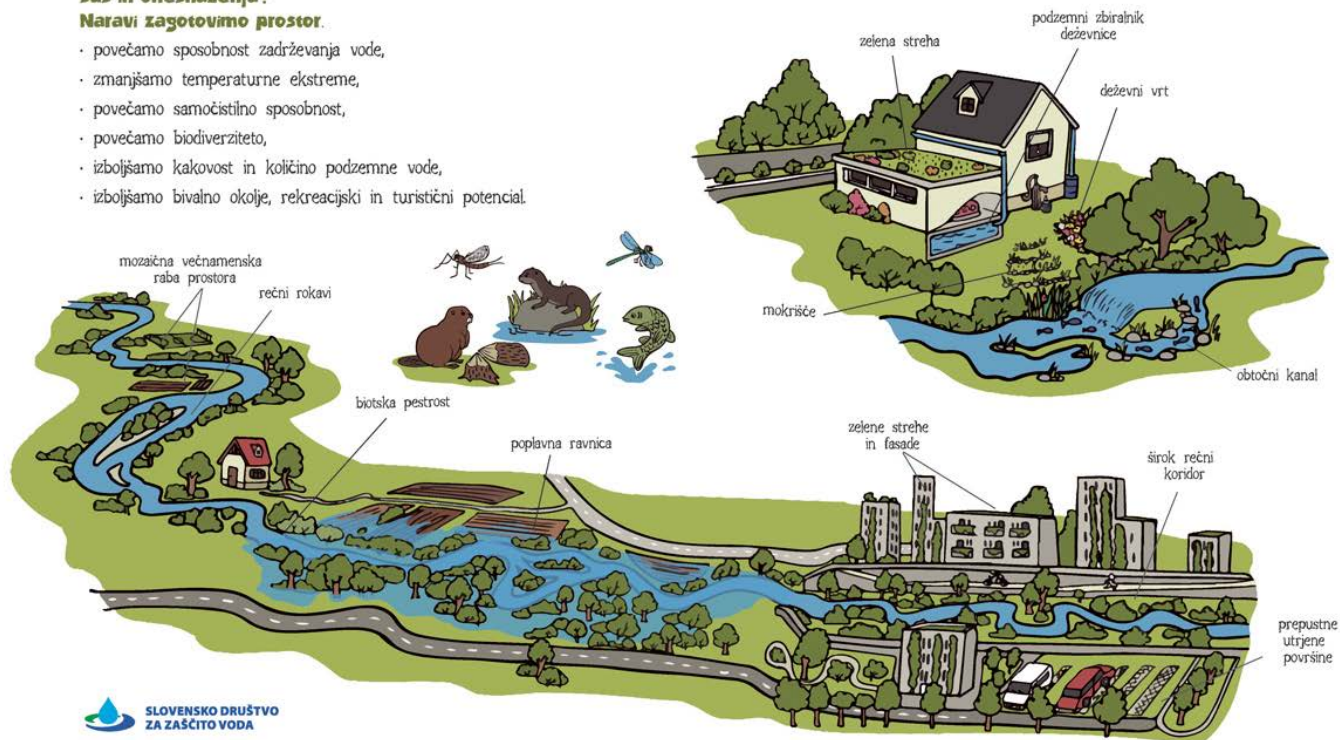 Naravi zagotovimo prostor.
· povečamo sposobnost zadrževanja vode,
· zmanjšamo temperaturne ekstreme,
· povečamo samočistilno sposobnost,
· povečamo biodiverziteto,
· izboljšamo kakovost in količino podzemne vode,
· izboljšamo bivalno okolje, rekreacijski in turistični potencial.
podzemni zbiralnik
deževnice
zelena streha
deževni vrt
mokrišče
obtočni kanal
mozaična večnamenska
raba prostora
rečni rokavi
biotska pestrost
poplavna ravnica
zelene strehe
in fasade
širok rečni
koridor
prepustne
utrjene
površine
SLOVENSKO DRUŠTVO
ZA ZAŠČITO VODA